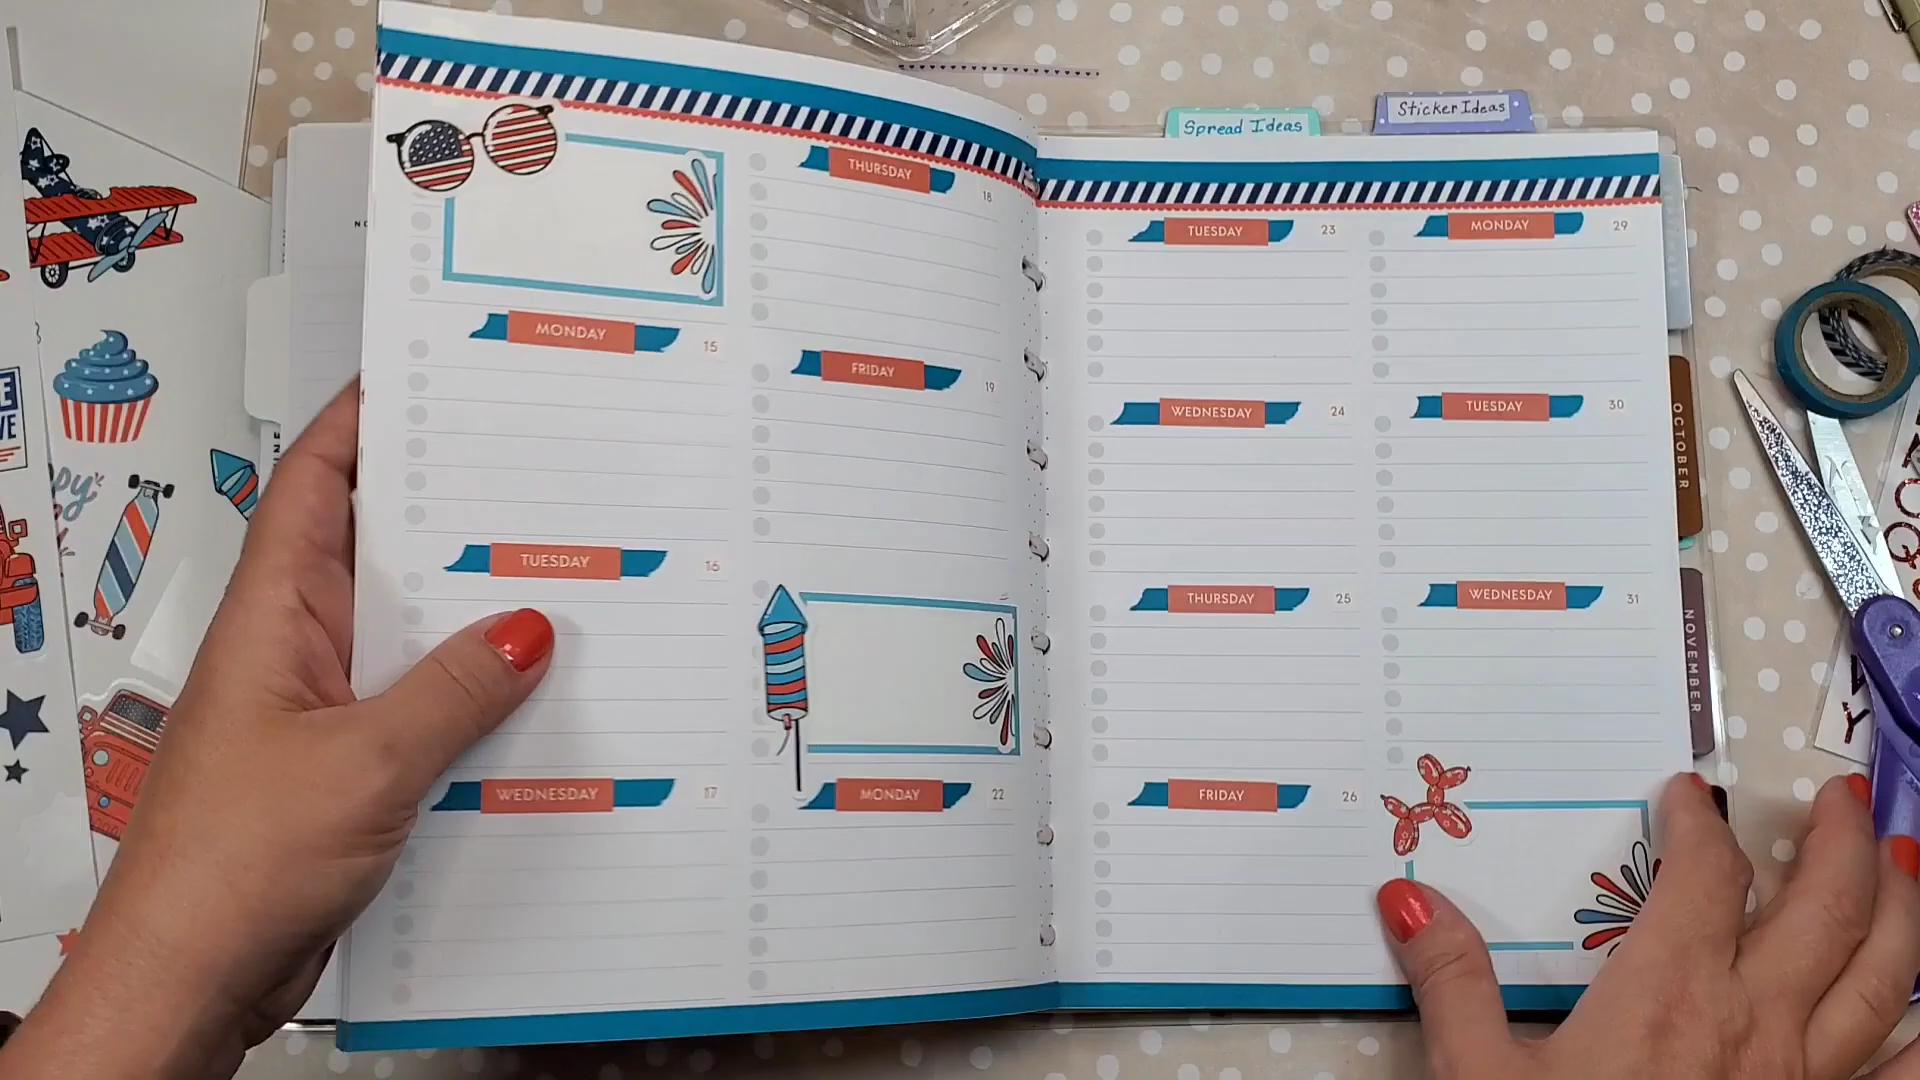 Spread Ideas
Sticker Ideas
THURSDAY
18
MONDAY
15
FRIDAY
19
TUESDAY
16
WEDNESDAY
17
MONDAY
22
TUESDAY
23
MONDAY
29
WEDNESDAY
24
TUESDAY
30
THURSDAY
25
WEDNESDAY
31
FRIDAY
26
OCTOBER
NOVEMBER